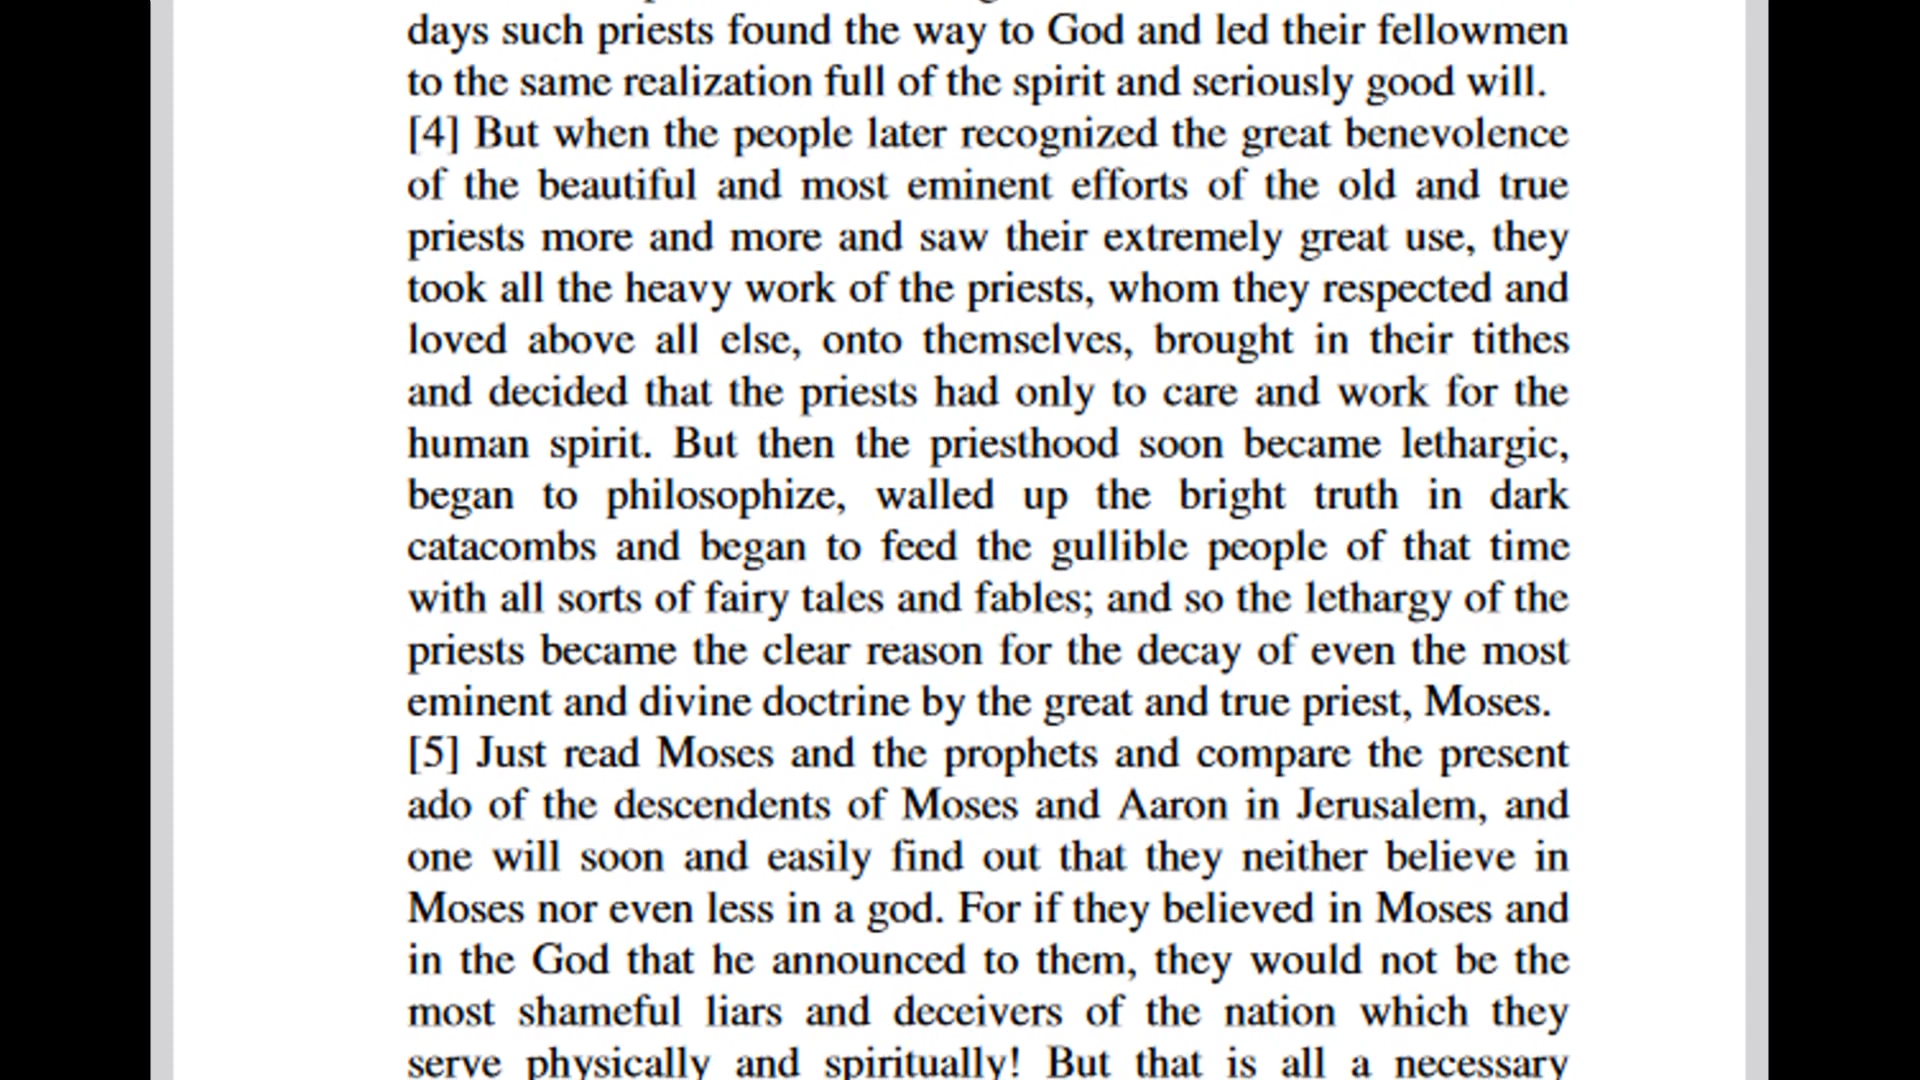 days such priests found the way to God and led their fellowmen
to the same realization full of the spirit and seriously good will.
[4] But when the people later recognized the great benevolence
of the beautiful and most eminent efforts of the old and true
priests more and more and saw their extremely great use, they
took all the heavy work of the priests, whom they respected and
loved above all else, onto themselves, brought in their tithes
and decided that the priests had only to care and work for the
human spirit. But then the priesthood soon became lethargic,
began to philosophize, walled up the bright truth in dark
catacombs and began to feed the gullible people of that time
with all sorts of fairy tales and fables; and so the lethargy of the
priests became the clear reason for the decay of even the most
eminent and divine doctrine by the great and true priest, Moses.
[5] Just read Moses and the prophets and compare the present
ado of the descendents of Moses and Aaron in Jerusalem, and
one will soon and easily find out that they neither believe in
Moses nor even less in a god. For if they believed in Moses and
in the God that he announced to them, they would not be the
most shameful liars and deceivers of the nation which they
serve physically and spiritually! But that is all a necessary